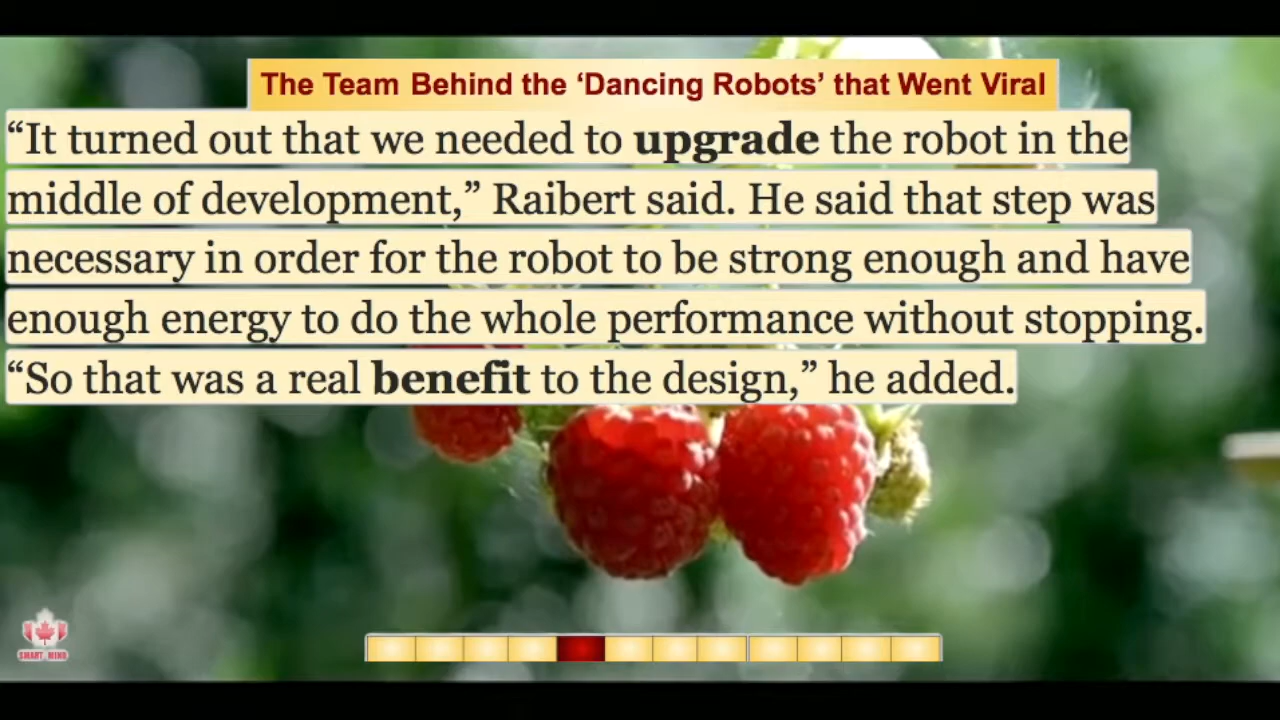 The Team Behind the ‘Dancing Robots’ that Went Viral
“It turned out that we needed to upgrade the robot in the
middle of development,” Raibert said. He said that step was
necessary in order for the robot to be strong enough and have
enough energy to do the whole performance without stopping.
“So that was a real benefit to the design,” he added.
SMART MIND